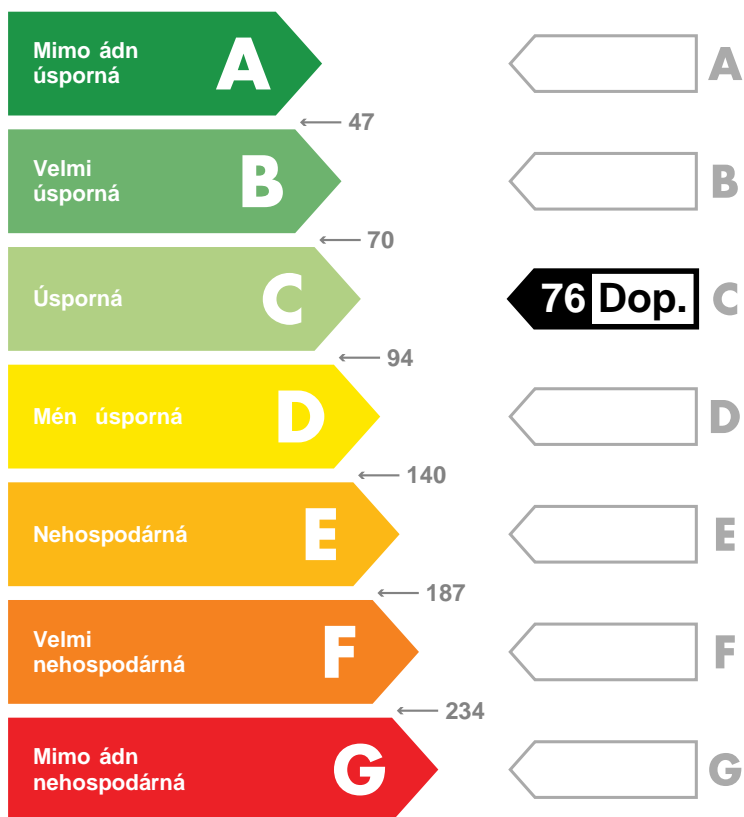 Mimo ádn
úsporná
A
A
← 47
Velmi
úsporná
B
B
← 70
Úsporná
C
76 Dop.
C
← 94
Mén úsporná
D
D
← 140
Nehospodárná
E
E
← 187
Velmi
nehospodárná
F
F
← 234
Mimo ádn
nehospodárná
G
G